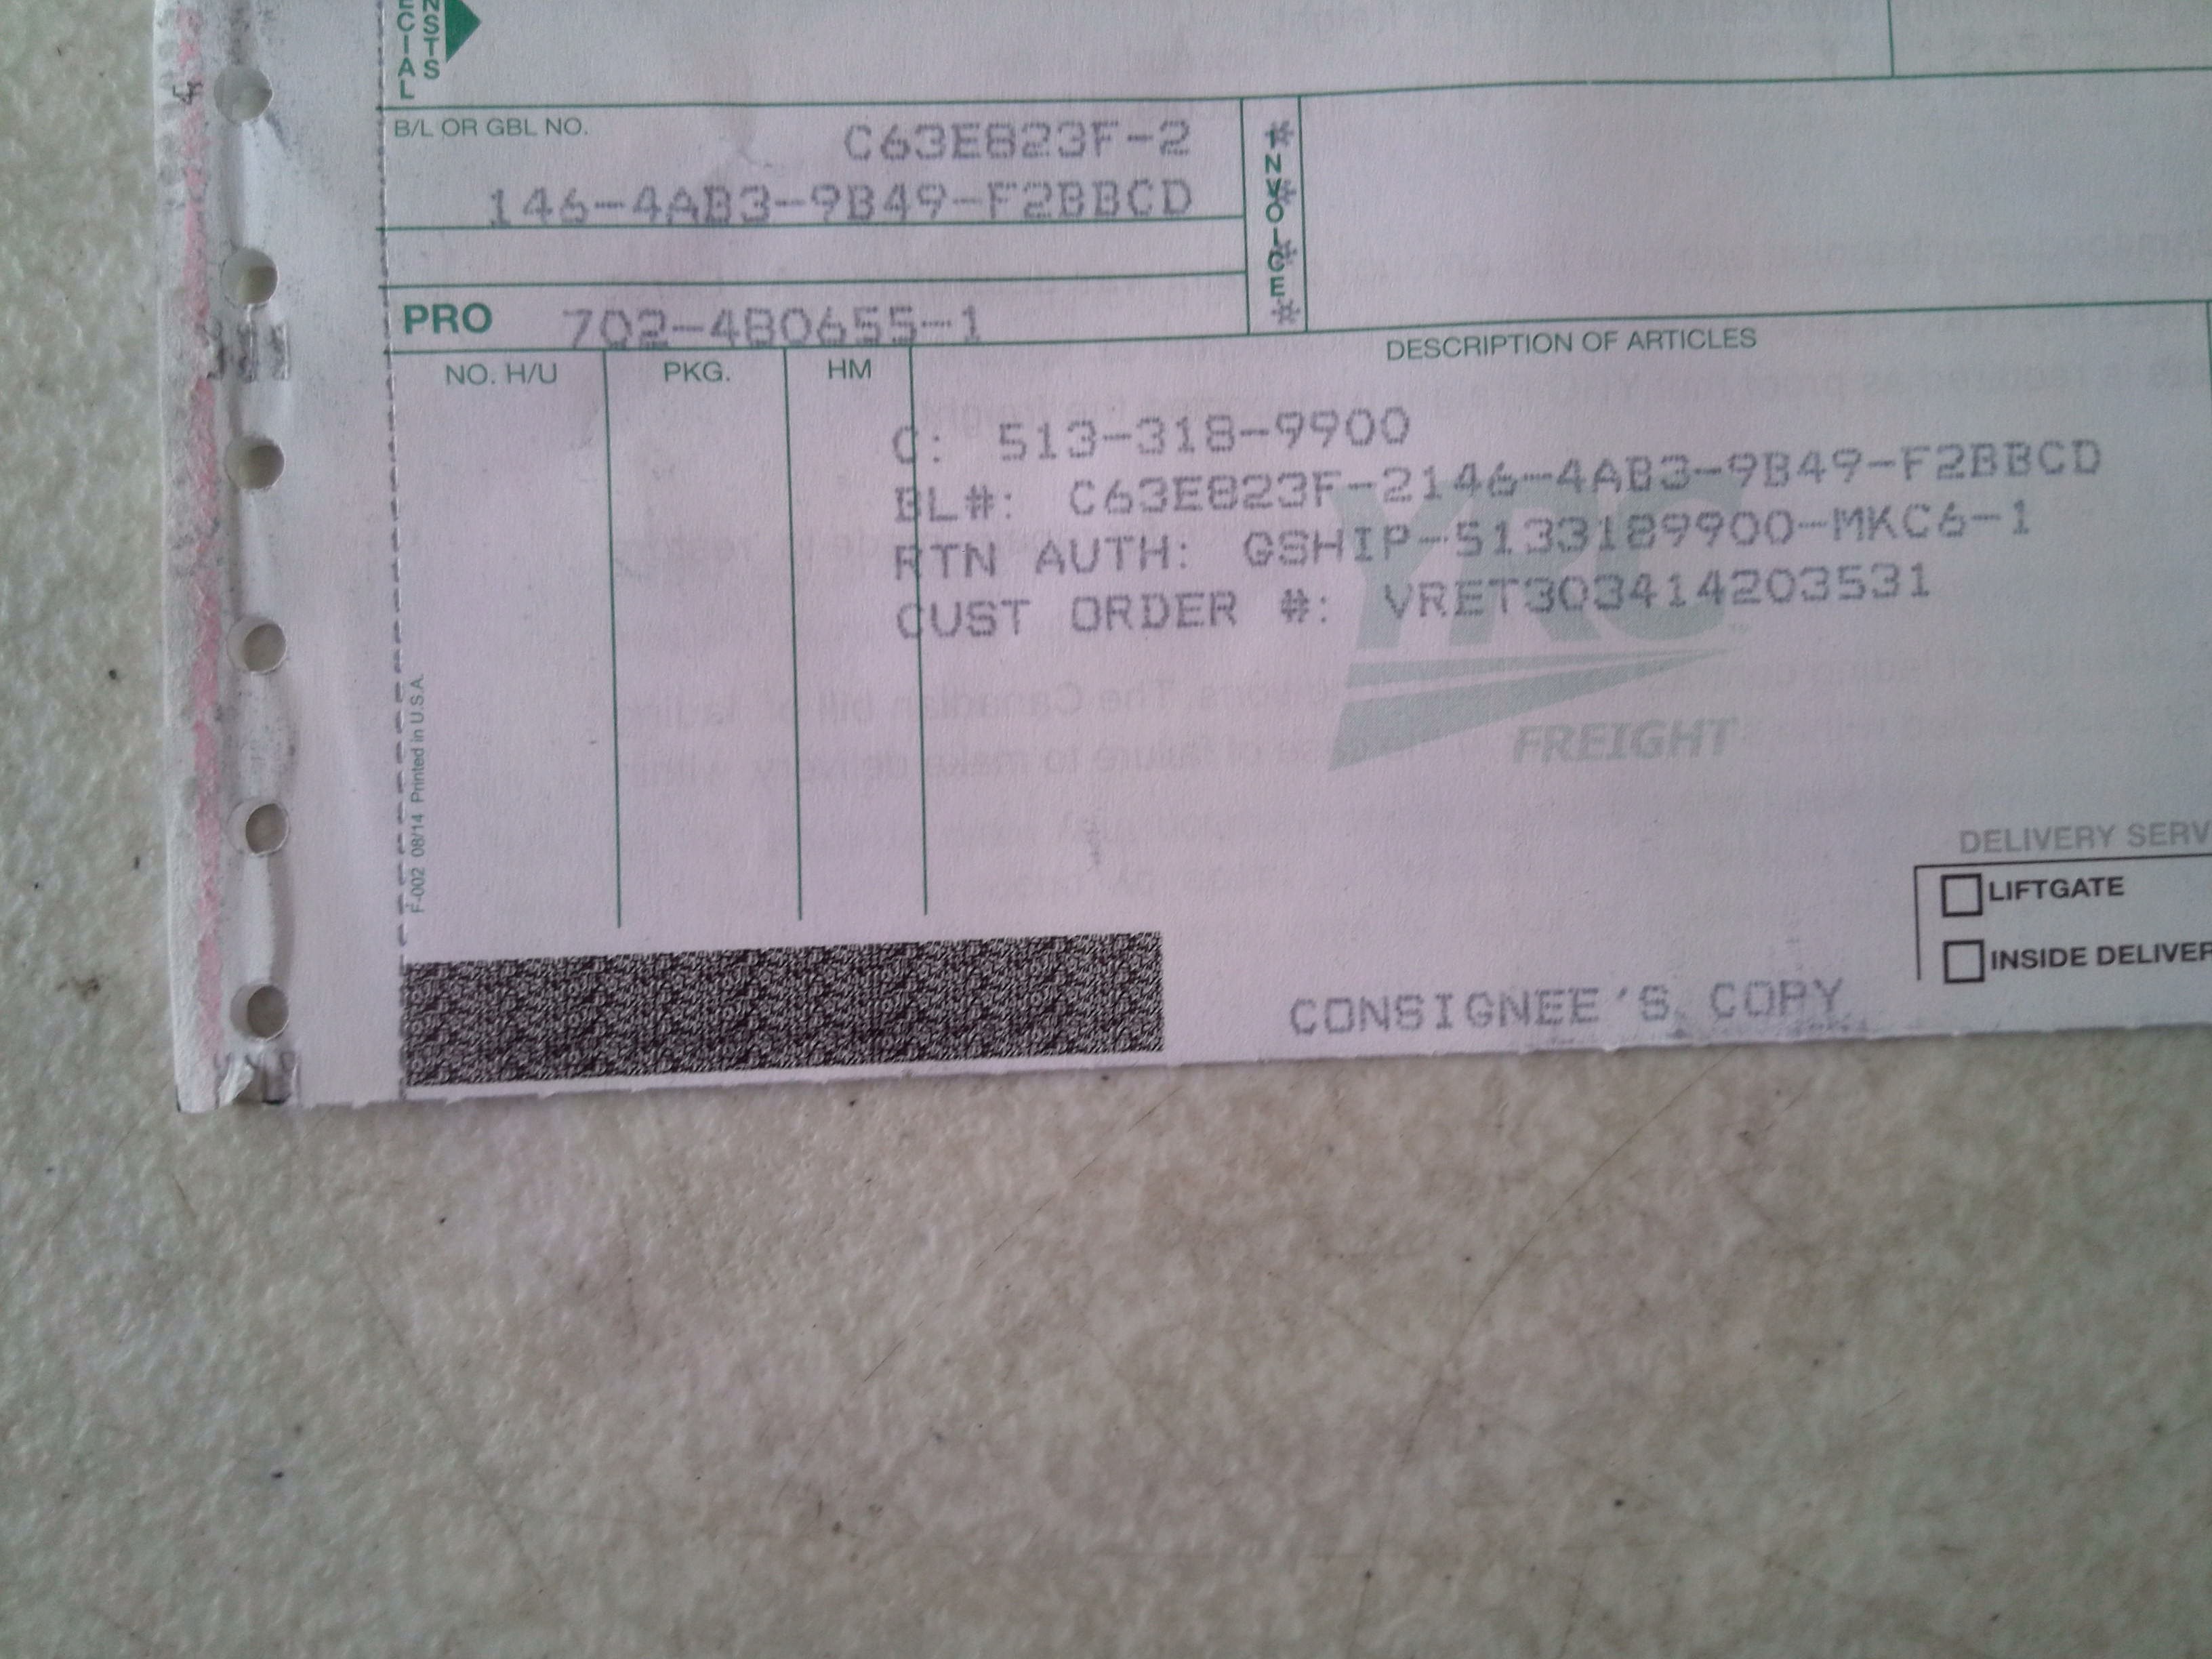 ECIAL
NSTS
B/L OR GBL NO.
C63E823F-2
146-4AB3-9B49-F2BBCD
INVOICE
****
PRO 702-480655-1
NO. H/U PKG. HM DESCRIPTION OF ARTICLES
C: 513-318-9900
BL#: C63E823F-2146-4AB3-9B49-F2BBCD
RTN AUTH: GSHIP-5133189900-MKC6-1
CUST ORDER #: VRET303414203531
YRC
FREIGHT
F-002 08/14 Printed in U.S.A.
DELIVERY SERV
LIFTGATE
INSIDE DELIVER
CONSIGNEE'S COPY